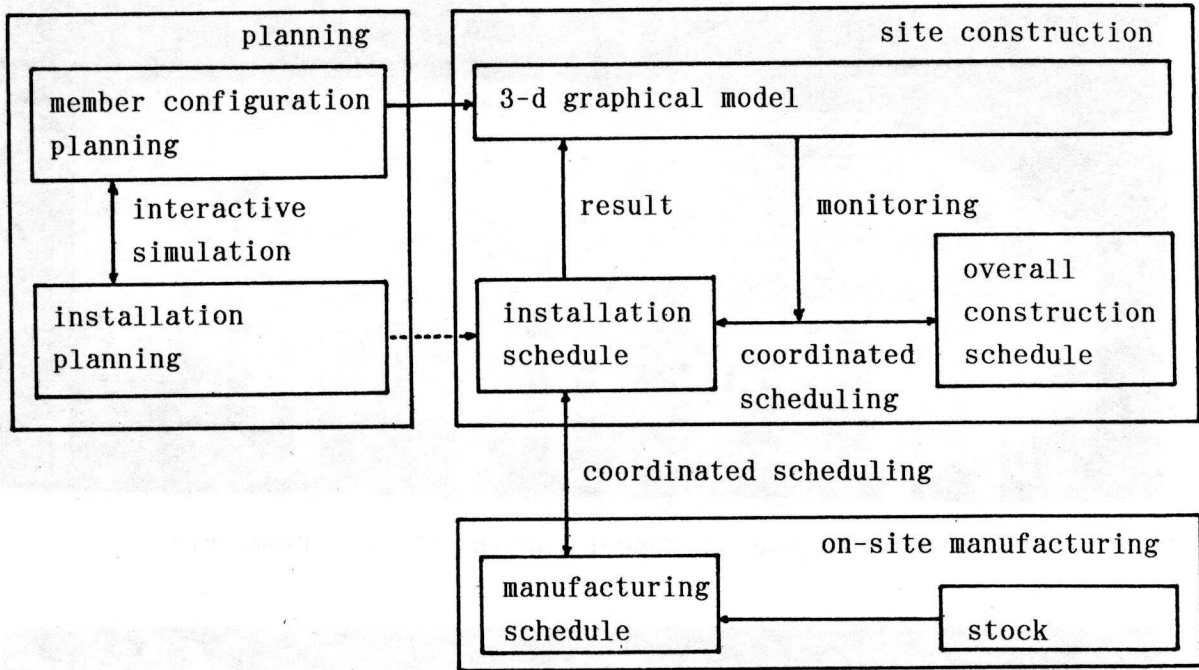 planning
member configuration
planning
interactive
simulation
installation
planning
site construction
3-d graphical model
result
monitoring
installation
schedule
coordinated
scheduling
overall
construction
schedule
coordinated scheduling
on-site manufacturing
manufacturing
schedule
stock